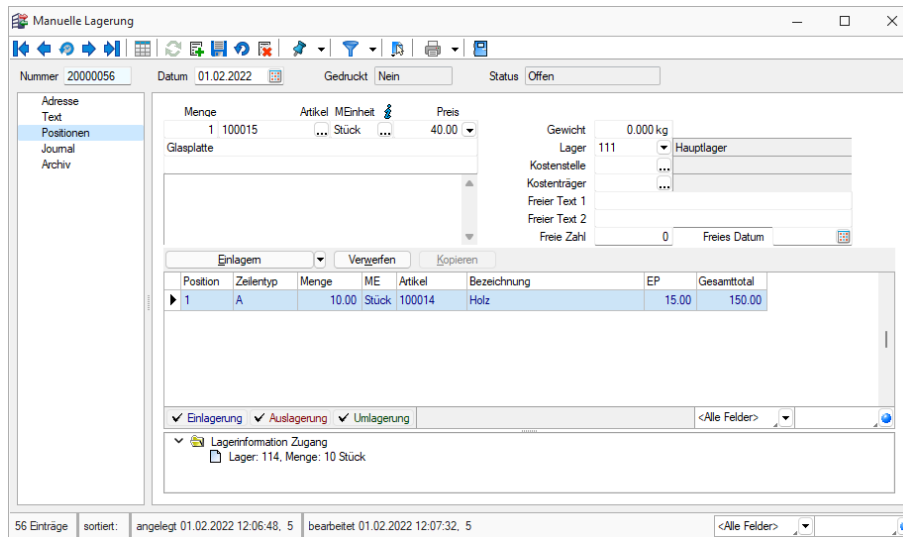 Manuelle Lagerung
Nummer 20000056 Datum 01.02.2022 Gedruckt Nein Status Offen
Adresse
Text
Positionen
Journal
Archiv
Menge Artikel MEinheit Preis
1 100015 ... Stück ... 40.00
Glasplatte
Gewicht 0.000 kg
Lager 111 Hauptlager
Kostenstelle ...
Kostenträger ...
Freier Text 1
Freier Text 2
Freie Zahl 0 Freies Datum
Einlagern Verwerfen Kopieren
Position Zeilentyp Menge ME Artikel Bezeichnung EP Gesamttotal
1 A 10.00 Stück 100014 Holz 15.00 150.00
Einlagerung Auslagerung Umlagerung <Alle Felder>
Lagerinformation Zugang
Lager: 114, Menge: 10 Stück
56 Einträge sortiert: angelegt 01.02.2022 12:06:48, 5 bearbeitet 01.02.2022 12:07:32, 5 <Alle Felder>